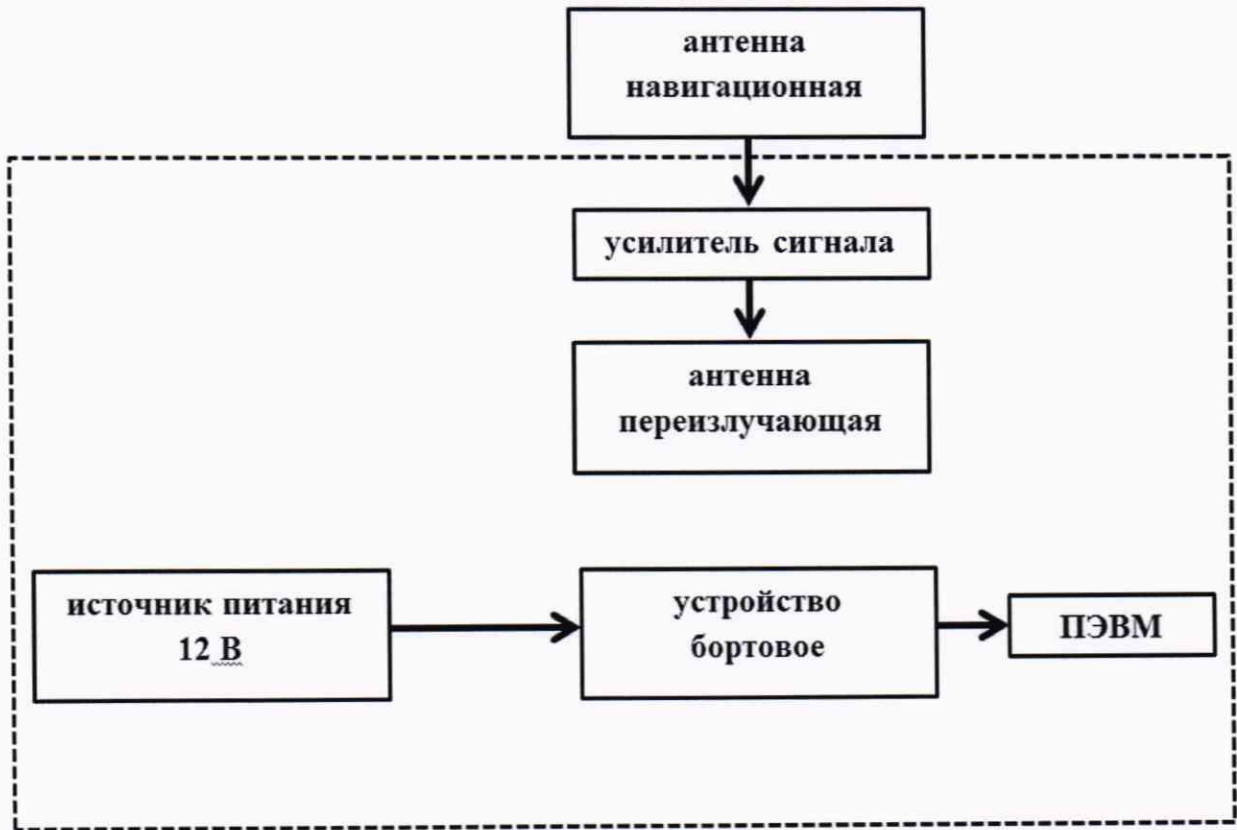 антенна
навигационная
усилитель сигнала
антенна
переизлучающая
источник питания
12 В
устройство
бортовое
ПЭВМ